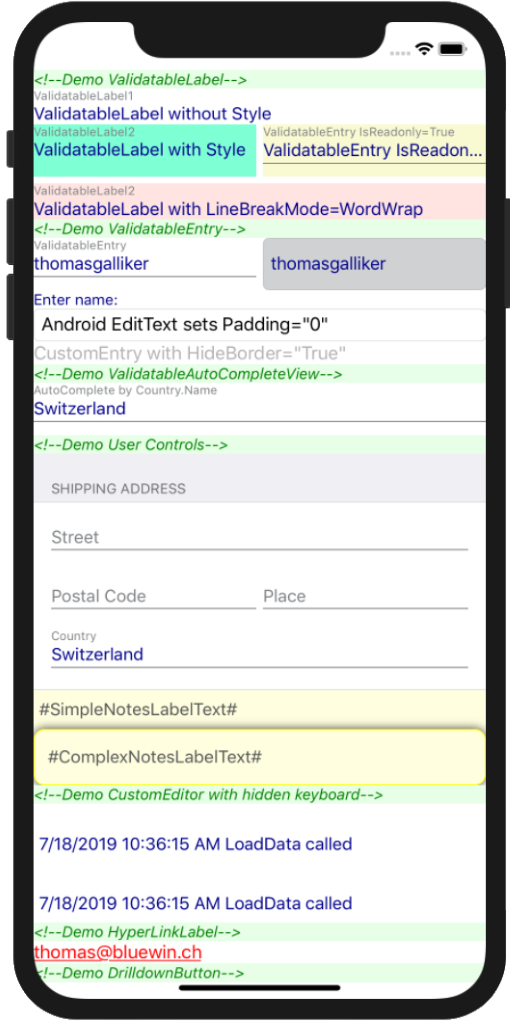 <!--Demo ValidatableLabel-->
ValidatableLabel1
ValidatableLabel without Style
ValidatableLabel2
ValidatableLabel with Style
ValidatableEntry IsReadonly=True
ValidatableEntry IsReadon...
ValidatableLabel2
ValidatableLabel with LineBreakMode=WordWrap
<!--Demo ValidatableEntry-->
ValidatableEntry
thomasgalliker
thomasgalliker
Enter name:
Android EditText sets Padding="0"
CustomEntry with HideBorder="True"
<!--Demo ValidatableAutoCompleteView-->
AutoComplete by Country.Name
Switzerland
<!--Demo User Controls-->
SHIPPING ADDRESS
Street
Postal Code
Place
Country
Switzerland
#SimpleNotesLabelText#
#ComplexNotesLabelText#
<!--Demo CustomEditor with hidden keyboard-->
7/18/2019 10:36:15 AM LoadData called
7/18/2019 10:36:15 AM LoadData called
<!--Demo HyperLinkLabel-->
thomas@bluewin.ch
<!--Demo DrilldownButton-->